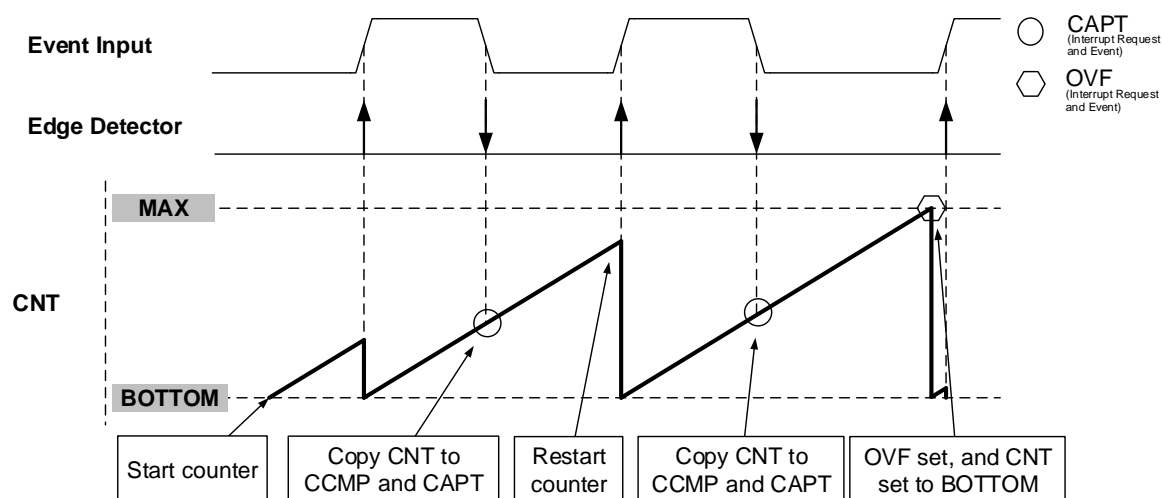 Event Input
CAPT
(Interrupt Request
and Event)
OVF
(Interrupt Request
and Event)
Edge Detector
MAX
CNT
BOTTOM
Start counter
Copy CNT to
CCMP and CAPT
Restart
counter
Copy CNT to
CCMP and CAPT
OVF set, and CNT
set to BOTTOM